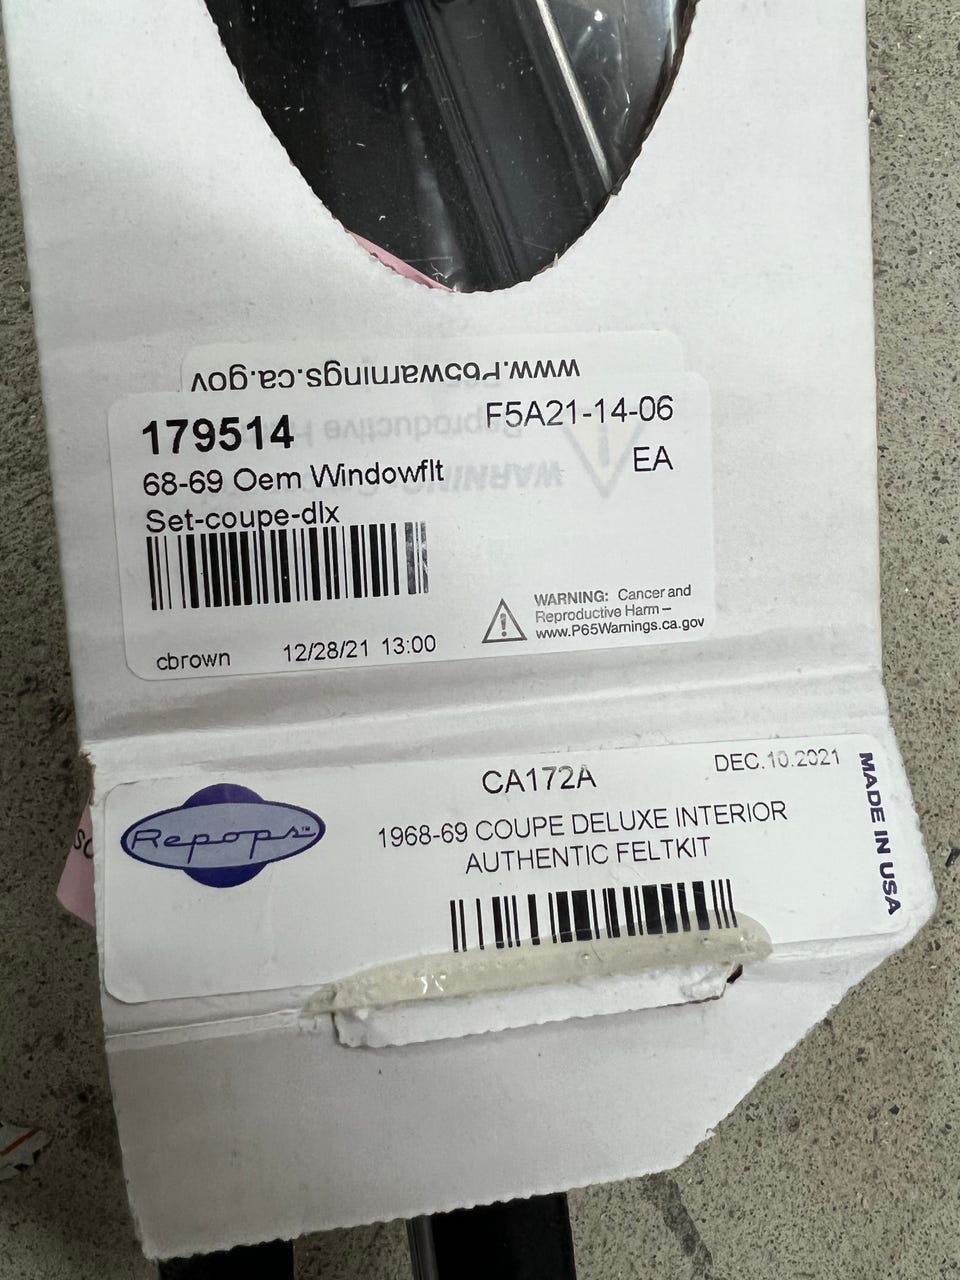 www.P65warnings.ca.gov
179514
F5A21-14-06
68-69 Oem Windowflt
EA
Set-coupe-dlx
WARNING: Cancer and
Reproductive Harm –
www.P65Warnings.ca.gov
cbrown
12/28/21 13:00
Repops™
CA172A
DEC.10.2021
1968-69 COUPE DELUXE INTERIOR
AUTHENTIC FELTKIT
MADE IN USA